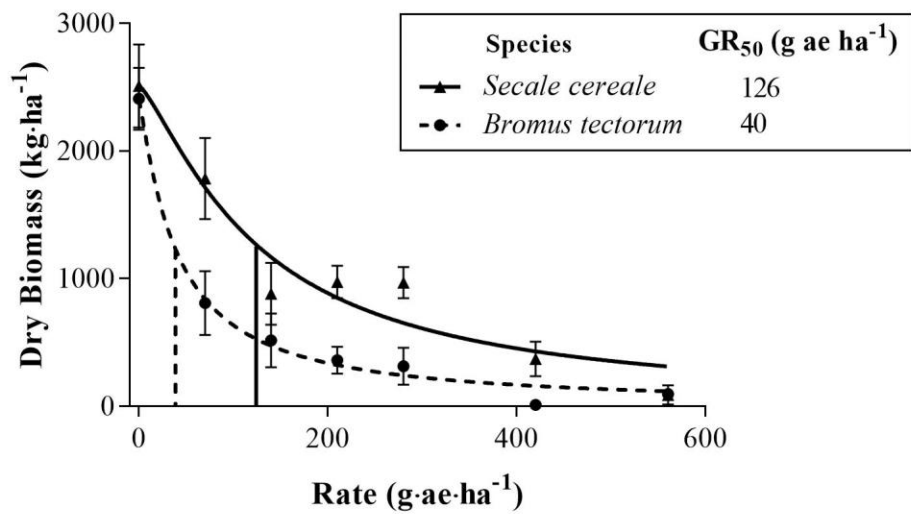 3000
2000
1000
0
Dry Biomass (kg·ha⁻¹)
Species GR₅₀ (g ae ha⁻¹)
Secale cereale 126
Bromus tectorum 40
0 200 400 600
Rate (g·ae·ha⁻¹)